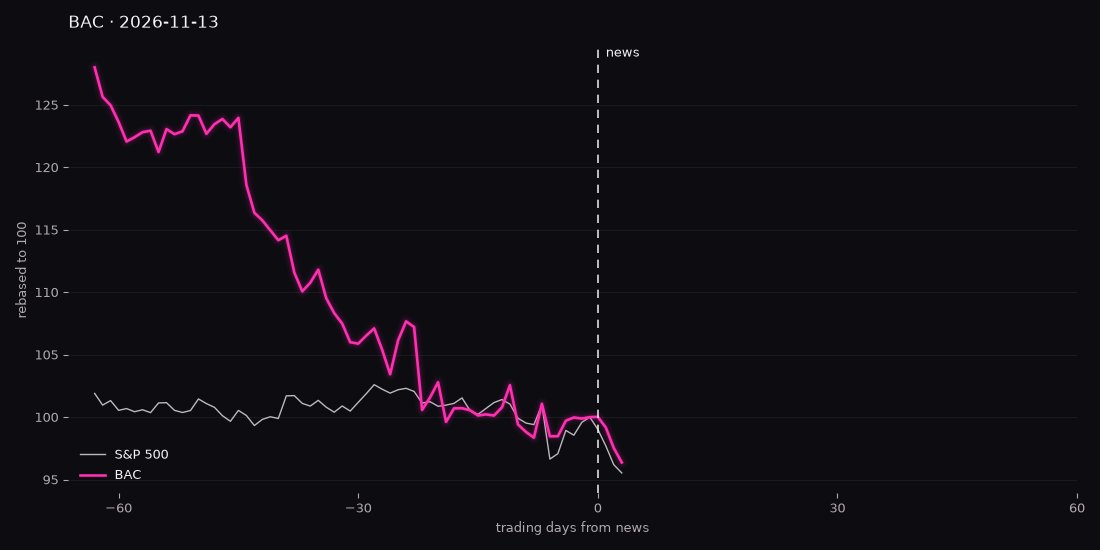 BAC · 2026-11-13
news
125
120
115
110
105
100
95
rebased to 100
S&P 500
BAC
−60
−30
0
30
60
trading days from news